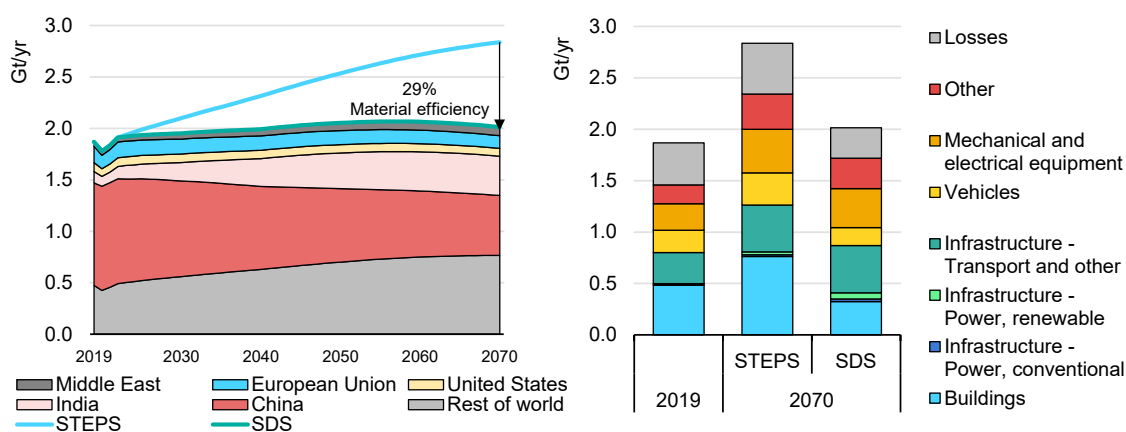 Gt/yr
3.0
2.5
2.0
1.5
1.0
0.5
0.0
29%
Material efficiency
2019
2030
2040
2050
2060
2070
Middle East
European Union
United States
India
China
Rest of world
STEPS
SDS
Gt/yr
3.0
2.5
2.0
1.5
1.0
0.5
0.0
STEPS
SDS
2019
2070
Losses
Other
Mechanical and
electrical equipment
Vehicles
Infrastructure -
Transport and other
Infrastructure -
Power, renewable
Infrastructure -
Power, conventional
Buildings